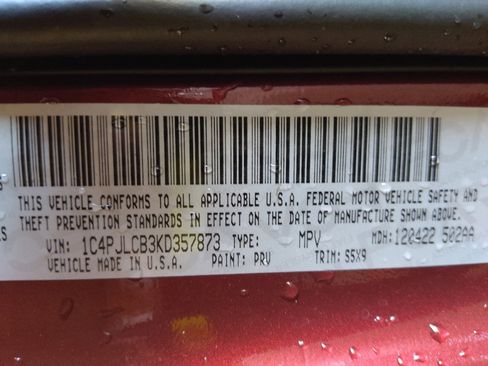 THIS VEHICLE CONFORMS TO ALL APPLICABLE U.S.A. FEDERAL MOTOR VEHICLE SAFETY AND
THEFT PREVENTION STANDARDS IN EFFECT ON THE DATE OF MANUFACTURE SHOWN ABOVE.
VIN: 1C4PJLCB3KD357873 TYPE: MPV MDH: 120422 502AA
VEHICLE MADE IN U.S.A. PAINT: PRV TRIM: S5X9